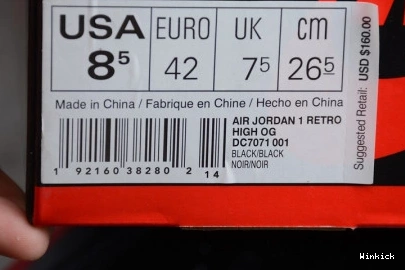 USA EURO UK cm
8⁵ 42 7⁵ 26⁵
Made in China / Fabrique en Chine / Hecho en China
AIR JORDAN 1 RETRO
HIGH OG
DC7071 001
BLACK/BLACK
NOIR/NOIR
1 92160 38280 2 14
Suggested Retail: USD $160.00
Winkick